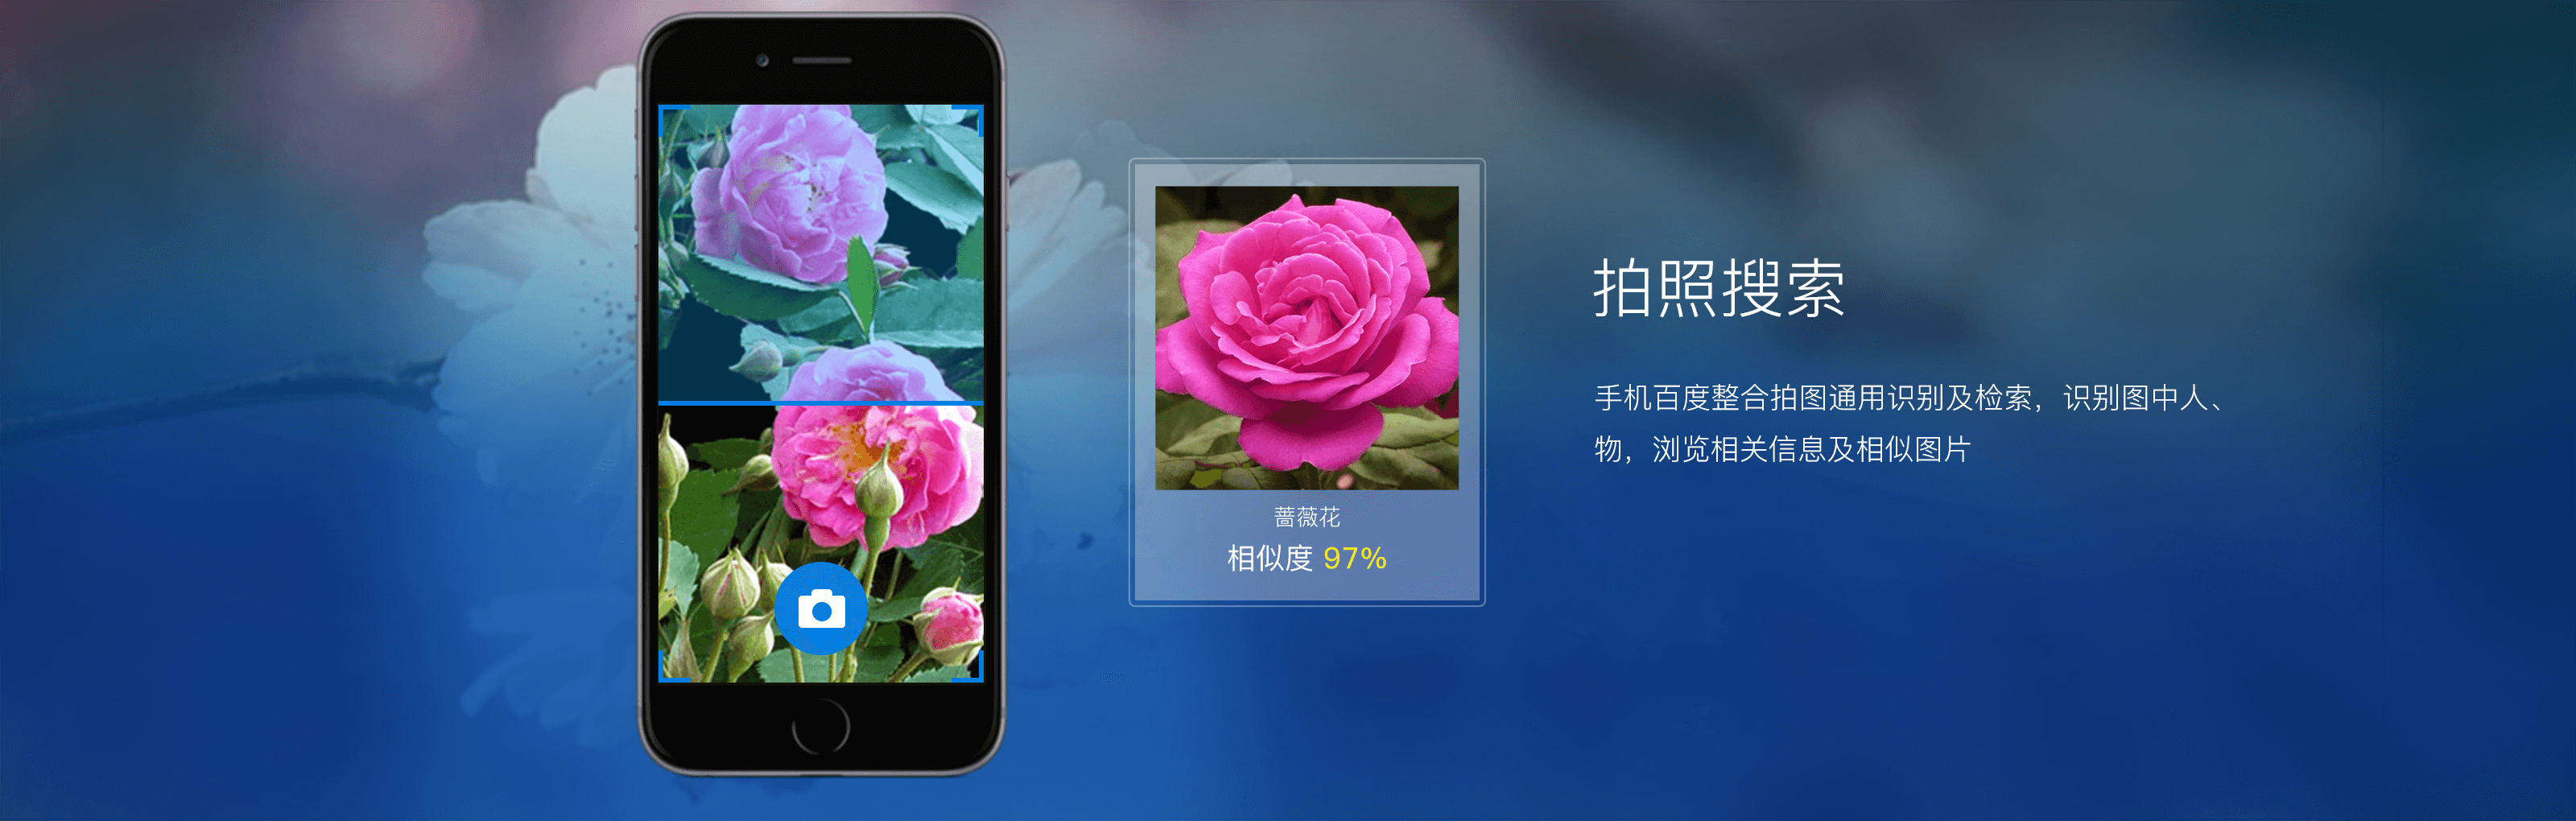 蔷薇花
相似度 97%
拍照搜索
手机百度整合拍图通用识别及检索，识别图中人、
物，浏览相关信息及相似图片